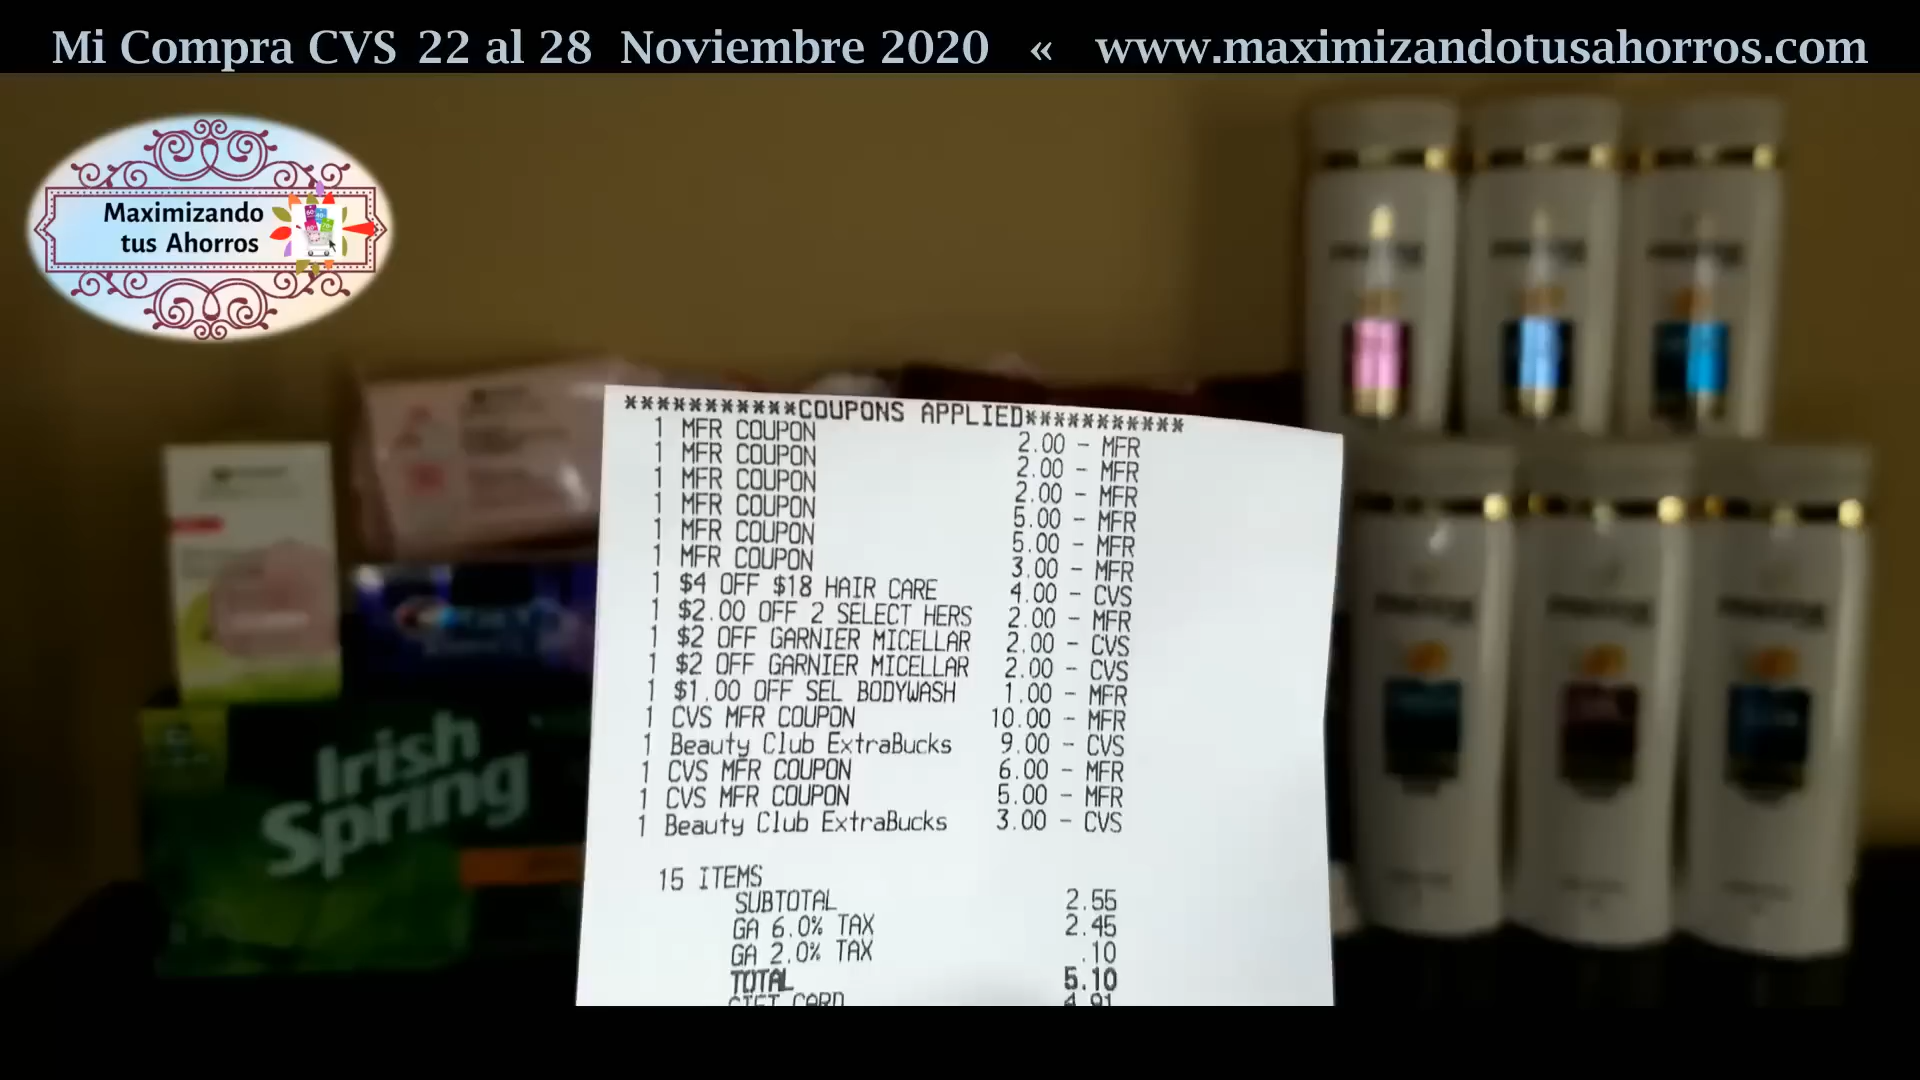 Mi Compra CVS 22 al 28 Noviembre 2020 « www.maximizandotusahorros.com
Maximizando
tus Ahorros
***********COUPONS APPLIED***********
1 MFR COUPON 2.00 - MFR
1 MFR COUPON 2.00 - MFR
1 MFR COUPON 2.00 - MFR
1 MFR COUPON 5.00 - MFR
1 MFR COUPON 5.00 - MFR
1 MFR COUPON 3.00 - MFR
1 $4 OFF $18 HAIR CARE 4.00 - CVS
1 $2.00 OFF 2 SELECT HERS 2.00 - MFR
1 $2 OFF GARNIER MICELLAR 2.00 - CVS
1 $2 OFF GARNIER MICELLAR 2.00 - CVS
1 $1.00 OFF SEL BODYWASH 1.00 - MFR
1 CVS MFR COUPON 10.00 - MFR
1 Beauty Club ExtraBucks 9.00 - CVS
1 CVS MFR COUPON 6.00 - MFR
1 CVS MFR COUPON 5.00 - MFR
1 Beauty Club ExtraBucks 3.00 - CVS
15 ITEMS
SUBTOTAL 2.55
GA 6.0% TAX 2.45
GA 2.0% TAX .10
TOTAL 5.10
GIFT CARD 4.91
Irish
Spring